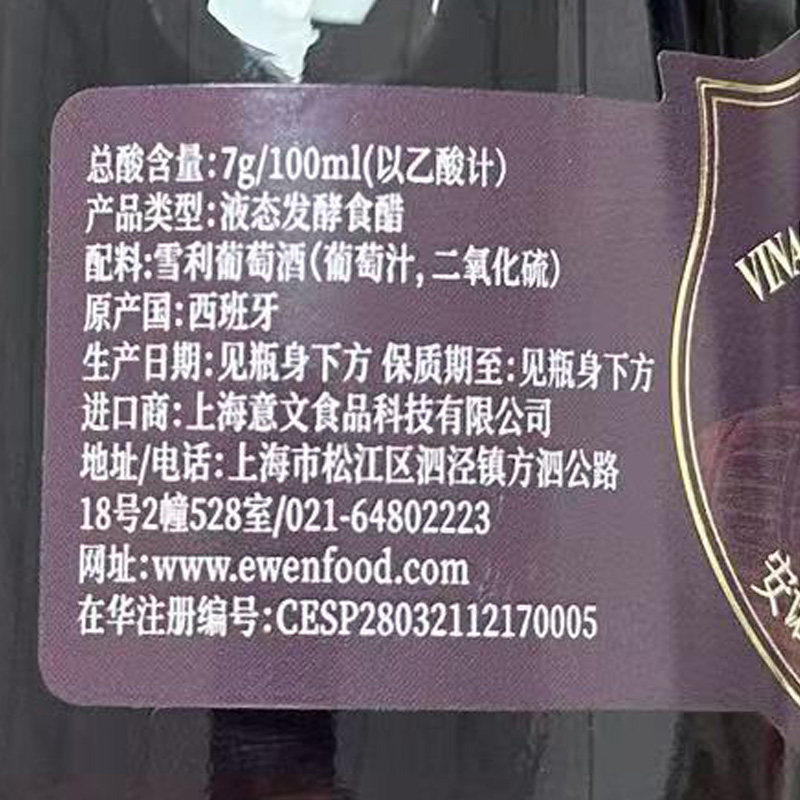 总酸含量:7g/100ml(以乙酸计)
产品类型:液态发酵食醋
配料:雪利葡萄酒(葡萄汁,二氧化硫)
原产国:西班牙
生产日期:见瓶身下方 保质期至:见瓶身下方
进口商:上海意文食品科技有限公司
地址/电话:上海市松江区泗泾镇方泗公路
18号2幢528室/021-64802223
网址:www.ewenfood.com
在华注册编号:CESP28032112170005